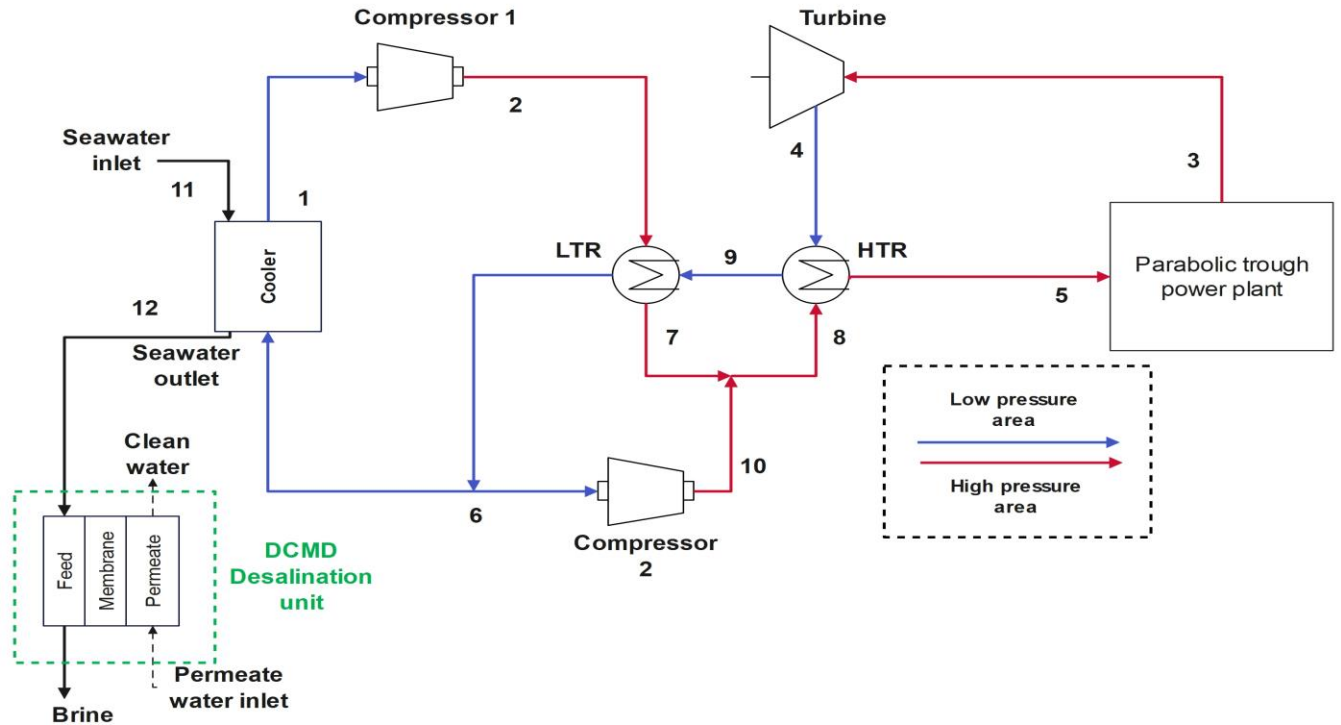 Compressor 1
Turbine
2
Seawater
inlet
11
1
4
3
LTR
9
HTR
Cooler
5
Parabolic trough
power plant
12
Seawater
outlet
7
8
Low pressure
area
High pressure
area
Clean
water
10
6
Compressor
2
Feed
Membrane
Permeate
DCMD
Desalination
unit
Permeate
water inlet
Brine